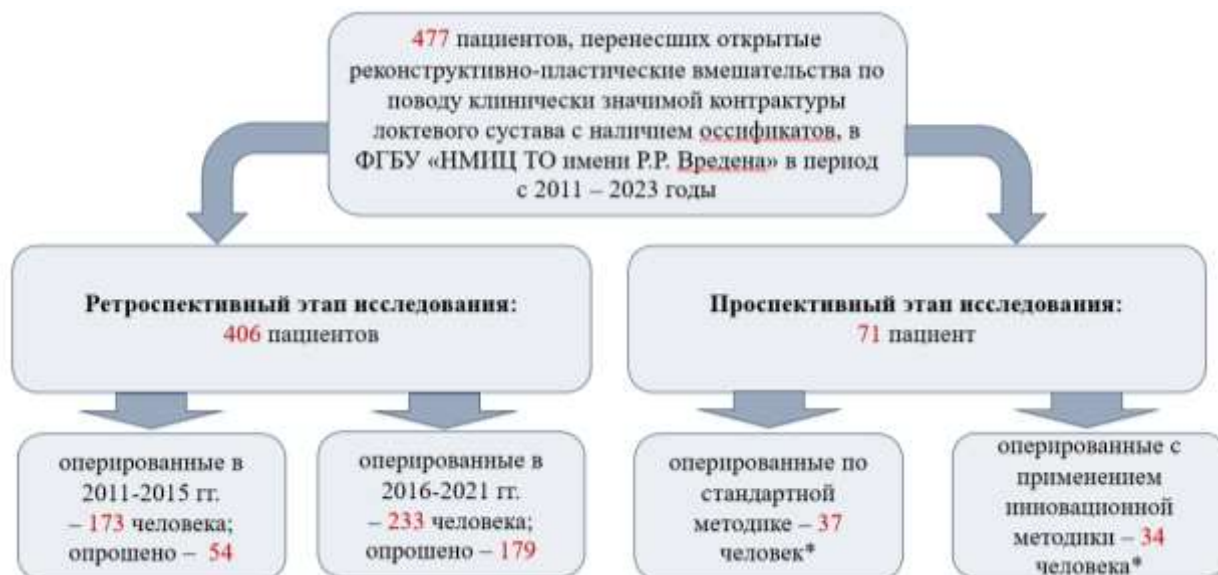 477 пациентов, перенесших открытые
реконструктивно-пластические вмешательства по
поводу клинически значимой контрактуры
локтевого сустава с наличием оссификатов, в
ФГБУ «НМИЦ ТО имени Р.Р. Вредена» в период
с 2011 – 2023 годы
Ретроспективный этап исследования:
406 пациентов
Проспективный этап исследования:
71 пациент
оперированные в
2011-2015 гг.
– 173 человека;
опрошено – 54
оперированные в
2016-2021 гг.
– 233 человека;
опрошено – 179
оперированные по
стандартной
методике – 37
человек*
оперированные с
применением
инновационной
методики – 34
человека*